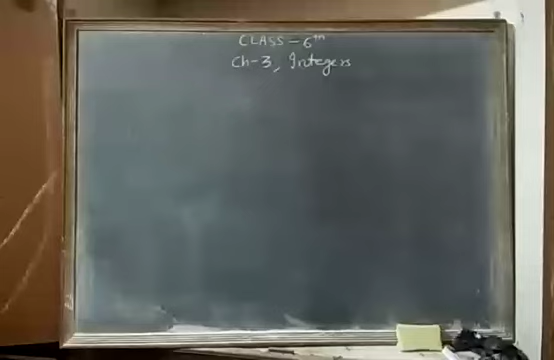 CLASS - 6th
Ch-3, Integers